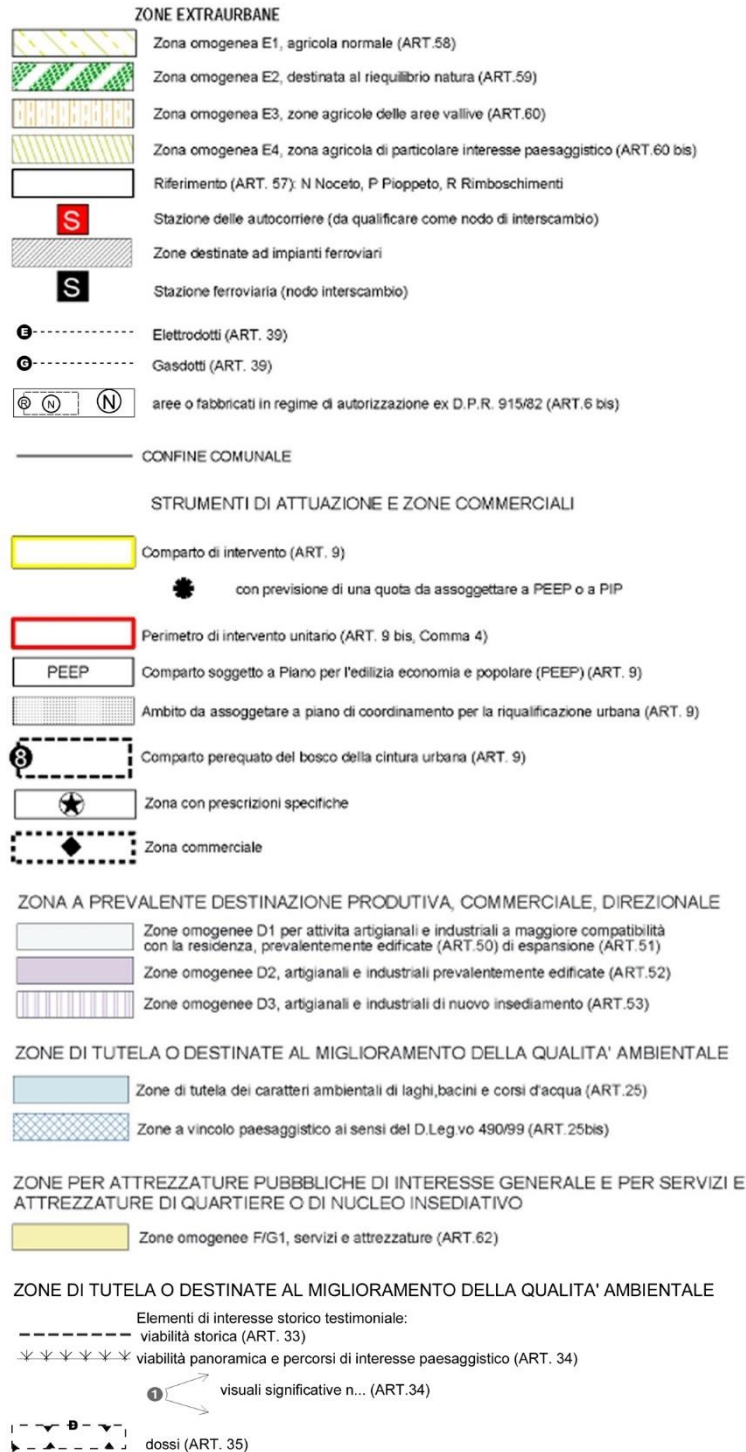 ZONE EXTRAURBANE
Zona omogenea E1, agricola normale (ART.58)
Zona omogenea E2, destinata al riequilibrio natura (ART.59)
Zona omogenea E3, zone agricole delle aree vallive (ART.60)
Zona omogenea E4, zona agricola di particolare interesse paesaggistico (ART.60 bis)
Riferimento (ART. 57): N Noceto, P Pioppeto, R Rimboschimenti
S Stazione delle autocorriere (da qualificare come nodo di interscambio)
Zone destinate ad impianti ferroviari
S Stazione ferroviaria (nodo interscambio)
E Elettrodotti (ART. 39)
G Gasdotti (ART. 39)
R N N aree o fabbricati in regime di autorizzazione ex D.P.R. 915/82 (ART.6 bis)
CONFINE COMUNALE
STRUMENTI DI ATTUAZIONE E ZONE COMMERCIALI
Comparto di intervento (ART. 9)
con previsione di una quota da assoggettare a PEEP o a PIP
Perimetro di intervento unitario (ART. 9 bis, Comma 4)
PEEP Comparto soggetto a Piano per l'edilizia economia e popolare (PEEP) (ART. 9)
Ambito da assoggetare a piano di coordinamento per la riqualificazione urbana (ART. 9)
8 Comparto perequato del bosco della cintura urbana (ART. 9)
Zona con prescrizioni specifiche
Zona commerciale
ZONA A PREVALENTE DESTINAZIONE PRODUTIVA, COMMERCIALE, DIREZIONALE
Zone omogenee D1 per attivita artigianali e industriali a maggiore compatibilità
con la residenza, prevalentemente edificate (ART.50) di espansione (ART.51)
Zone omogenee D2, artigianali e industriali prevalentemente edificate (ART.52)
Zone omogenee D3, artigianali e industriali di nuovo insediamento (ART.53)
ZONE DI TUTELA O DESTINATE AL MIGLIORAMENTO DELLA QUALITA' AMBIENTALE
Zone di tutela dei caratteri ambientali di laghi,bacini e corsi d'acqua (ART.25)
Zone a vincolo paesaggistico ai sensi del D.Leg.vo 490/99 (ART.25bis)
ZONE PER ATTREZZATURE PUBBBLICHE DI INTERESSE GENERALE E PER SERVIZI E
ATTREZZATURE DI QUARTIERE O DI NUCLEO INSEDIATIVO
Zone omogenee F/G1, servizi e attrezzature (ART.62)
ZONE DI TUTELA O DESTINATE AL MIGLIORAMENTO DELLA QUALITA' AMBIENTALE
Elementi di interesse storico testimoniale:
viabilità storica (ART. 33)
viabilità panoramica e percorsi di interesse paesaggistico (ART. 34)
1 visuali significative n... (ART.34)
D
dossi (ART. 35)